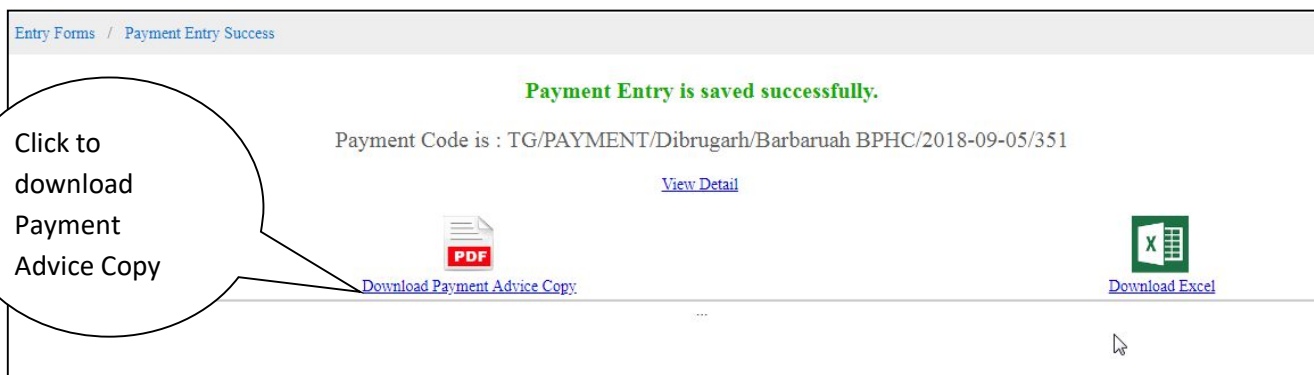 Entry Forms / Payment Entry Success
Payment Entry is saved successfully.
Click to
download
Payment
Advice Copy
Payment Code is : TG/PAYMENT/Dibrugarh/Barbaruah BPHC/2018-09-05/351
View Detail
PDF
X
Download Payment Advice Copy
Download Excel
...